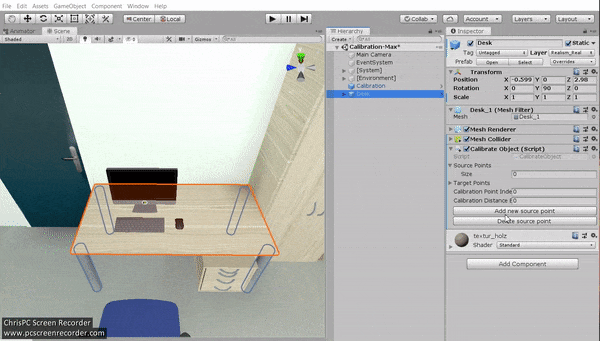 File Edit Assets GameObject Component Window Help
Center Local Collab Account Layers Layout
Animator Scene
Shaded 2D Gizmos
Hierarchy
Create
Calibration-Max*
Main Camera
EventSystem
[System]
[Environment]
Calibration
Desk
Inspector
Desk Static
Tag Untagged Layer Realism_Real
Prefab Open Select Overrides
Transform
Position X -0.599 Y 0 Z 2.98
Rotation X 0 Y 90 Z 0
Scale X 1 Y 1 Z 1
Desk_1 (Mesh Filter)
Mesh Desk_1
Mesh Renderer
Mesh Collider
Calibrate Object (Script)
Script CalibrateObject
Source Points
Size 0
Target Points
Calibration Point Inde 0
Calibration Distance E 0
Add new source point
Delete source point
textur_holz
Shader Standard
Add Component
ChrisPC Screen Recorder
www.pcscreenrecorder.com